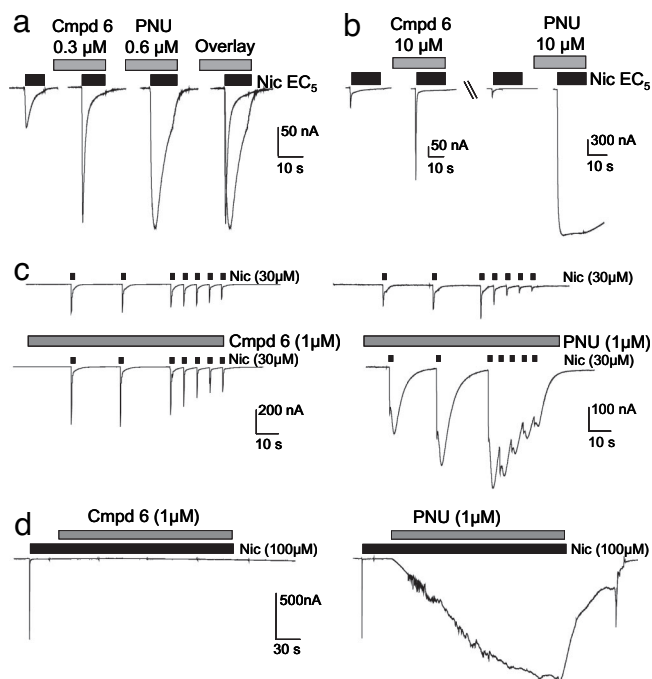 a
Cmpd 6 PNU
0.3 µM 0.6 µM Overlay
Nic EC5
50 nA
10 s
b
Cmpd 6 PNU
10 µM 10 µM
Nic EC5
50 nA
10 s
300 nA
10 s
c
Nic (30µM) Nic (30µM)
Cmpd 6 (1µM) PNU (1µM)
Nic (30µM) Nic (30µM)
200 nA
10 s
100 nA
10 s
d
Cmpd 6 (1µM) PNU (1µM)
Nic (100µM) Nic (100µM)
500nA
30 s